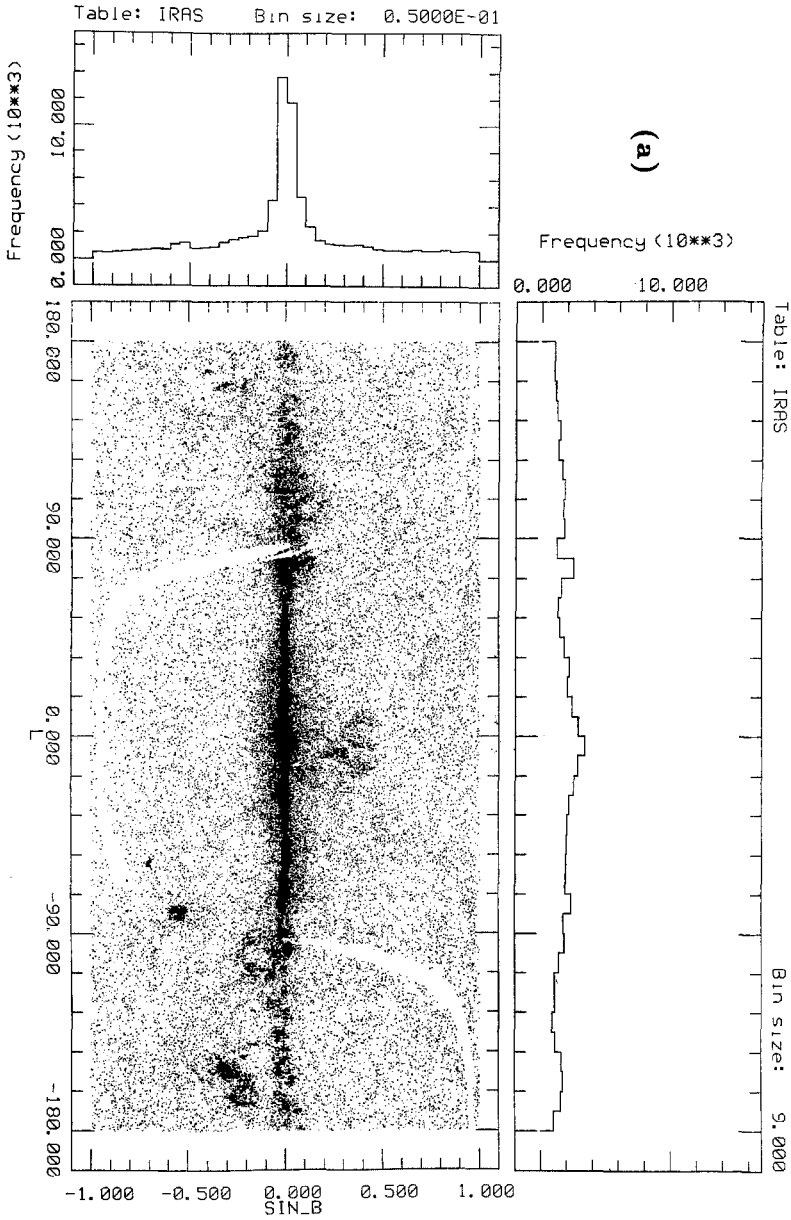 Table: IRAS Bin size: 0.5000E-01
Frequency (10**3)
10.000
0.000
(a)
Frequency (10**3)
0.000 10.000
Table: IRAS Bin size: 9.000
180.000 90.000 0.000 -90.000 -180.000
L
-1.000 -0.500 0.000 0.500 1.000
SIN_B